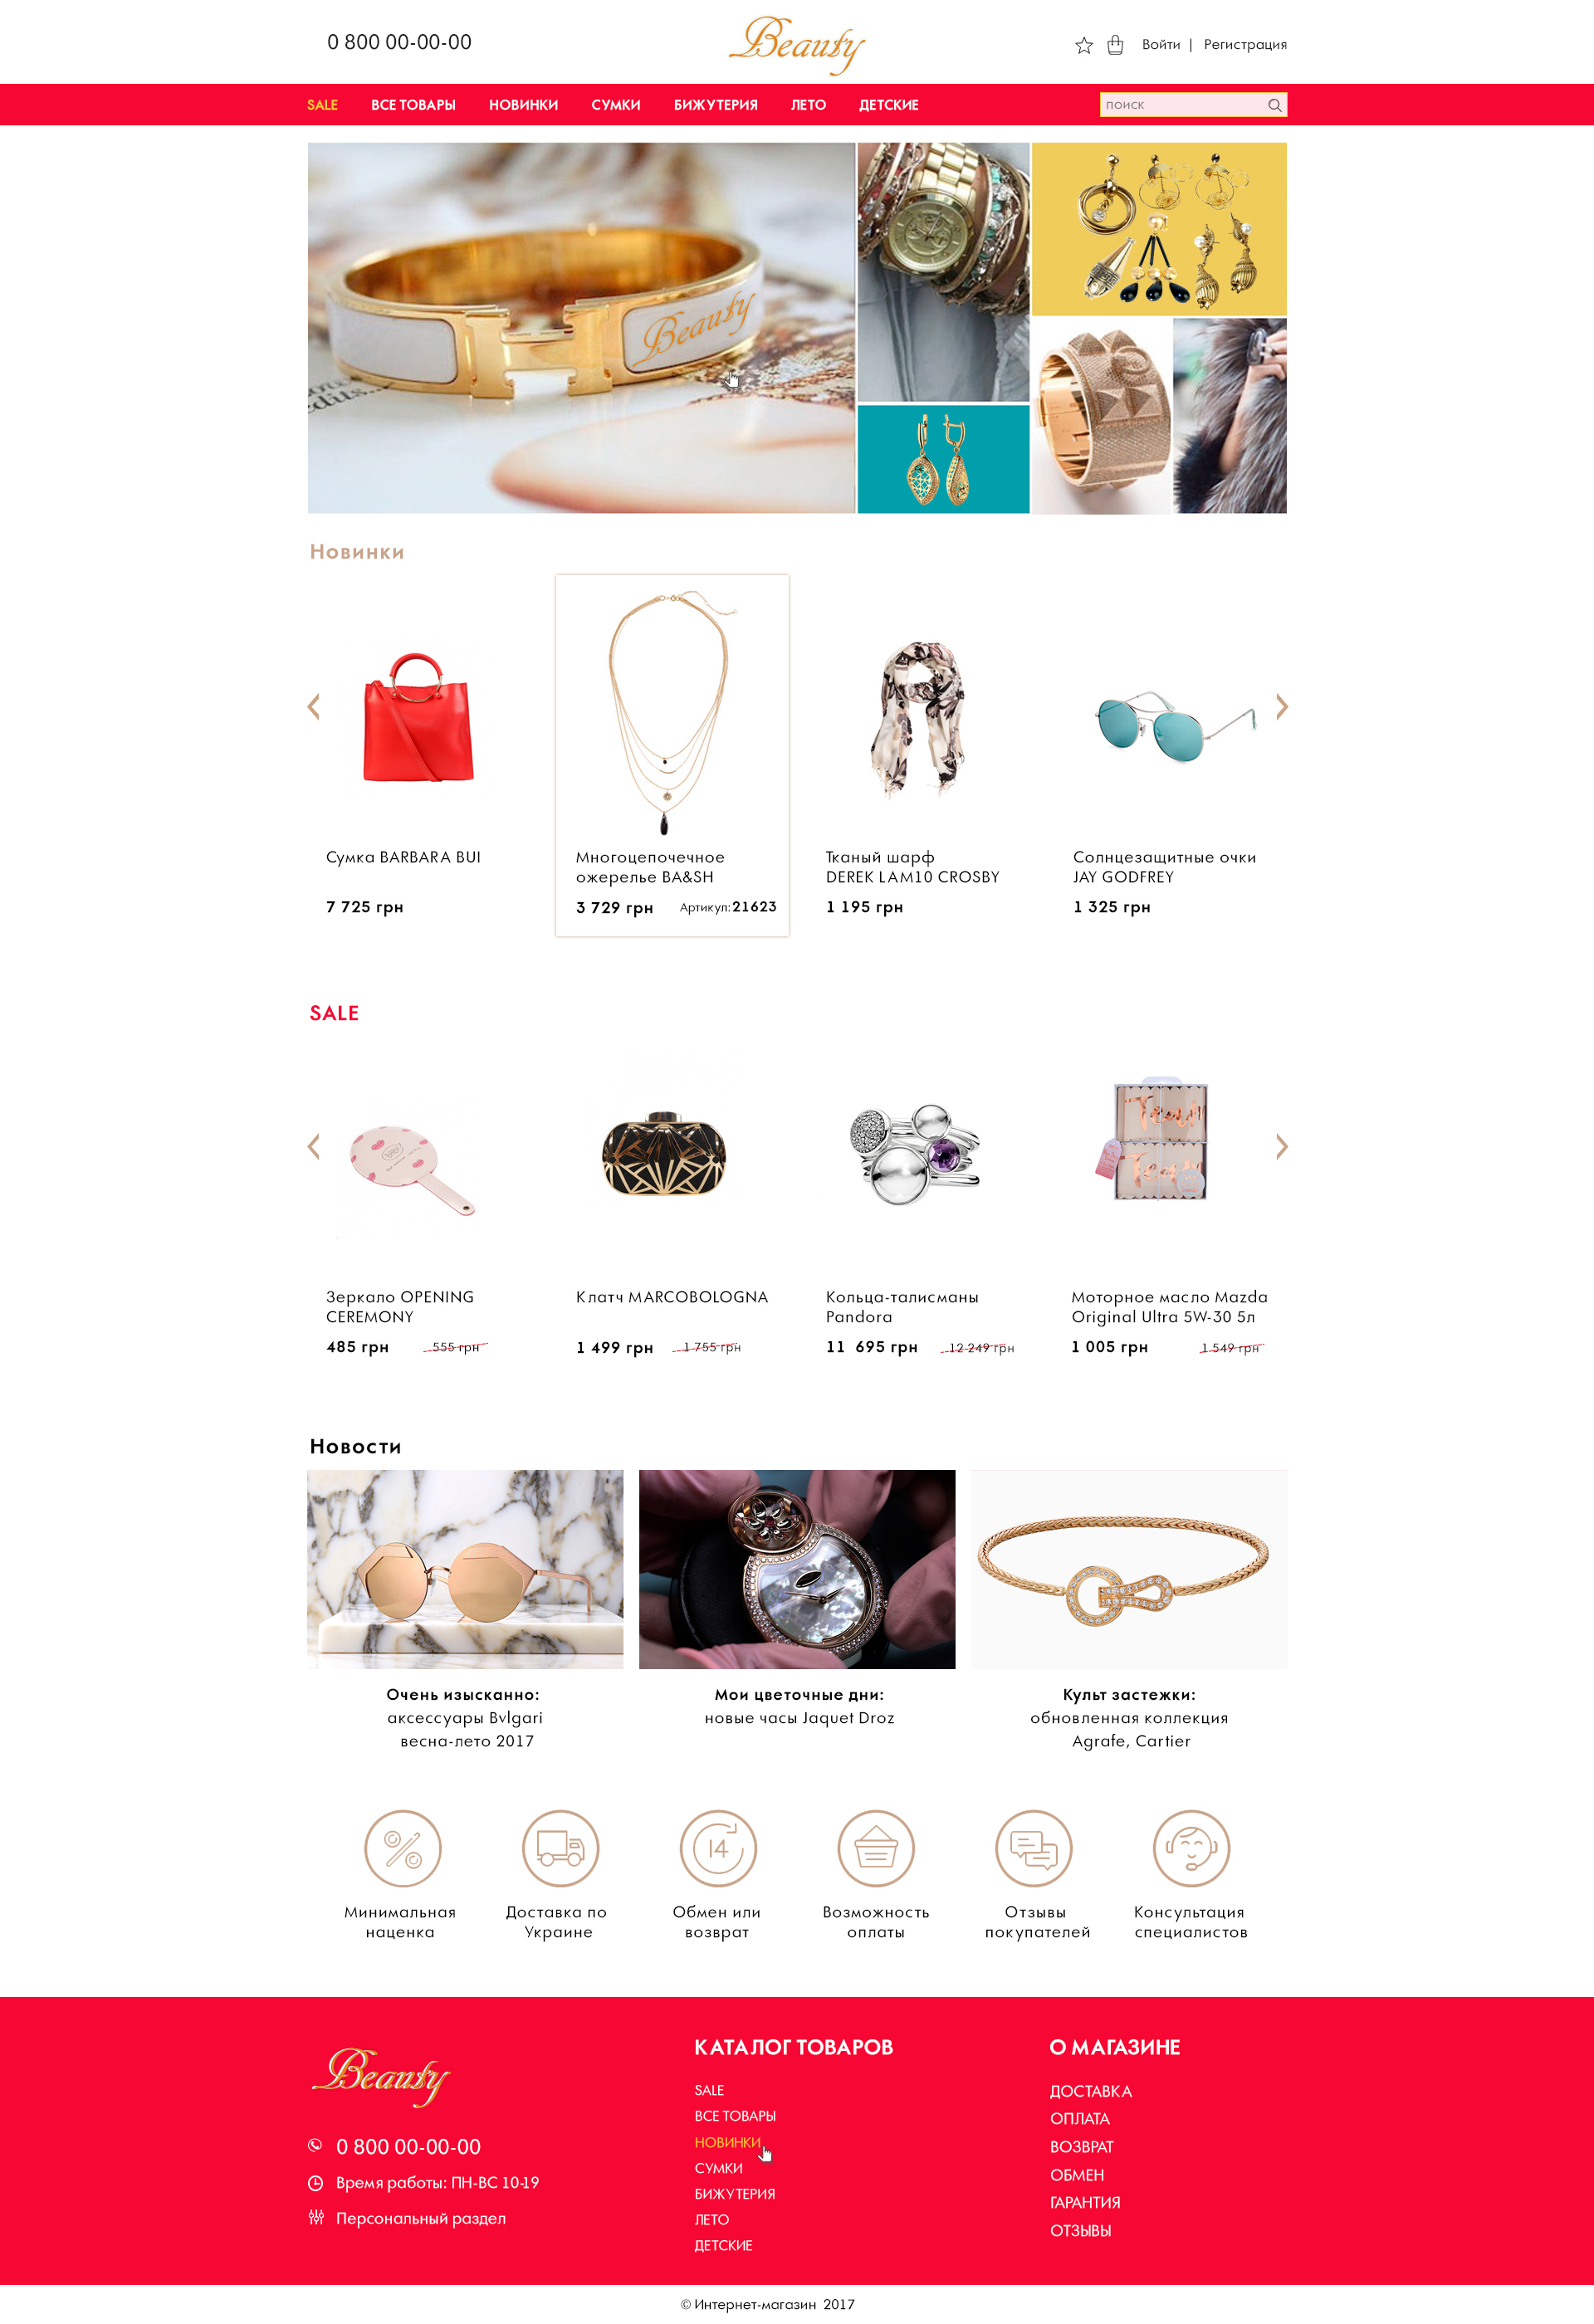 0 800 00-00-00
Beauty
Войти | Регистрация
SALE ВСЕ ТОВАРЫ НОВИНКИ СУМКИ БИЖУТЕРИЯ ЛЕТО ДЕТСКИЕ
поиск
Beauty
Новинки
Сумка BARBARA BUI
7 725 грн
Многоцепочечное
ожерелье BA&SH
3 729 грн Артикул: 21623
Тканый шарф
DEREK LAM10 CROSBY
1 195 грн
Солнцезащитные очки
JAY GODFREY
1 325 грн
SALE
Зеркало OPENING
CEREMONY
485 грн 555 грн
Клатч MARCOBOLOGNA
1 499 грн 1 755 грн
Кольца-талисманы
Pandora
11 695 грн 12 249 грн
Team
Team
Моторное масло Mazda
Original Ultra 5W-30 5л
1 005 грн 1 549 грн
Новости
Очень изысканно:
аксессуары Bvlgari
весна-лето 2017
Мои цветочные дни:
новые часы Jaquet Droz
Культ застежки:
обновленная коллекция
Agrafe, Cartier
14
Минимальная
наценка
Доставка по
Украине
Обмен или
возврат
Возможность
оплаты
Отзывы
покупателей
Консультация
специалистов
Beauty
0 800 00-00-00
Время работы: ПН-ВС 10-19
Персональный раздел
КАТАЛОГ ТОВАРОВ
SALE
ВСЕ ТОВАРЫ
НОВИНКИ
СУМКИ
БИЖУТЕРИЯ
ЛЕТО
ДЕТСКИЕ
О МАГАЗИНЕ
ДОСТАВКА
ОПЛАТА
ВОЗВРАТ
ОБМЕН
ГАРАНТИЯ
ОТЗЫВЫ
© Интернет-магазин 2017